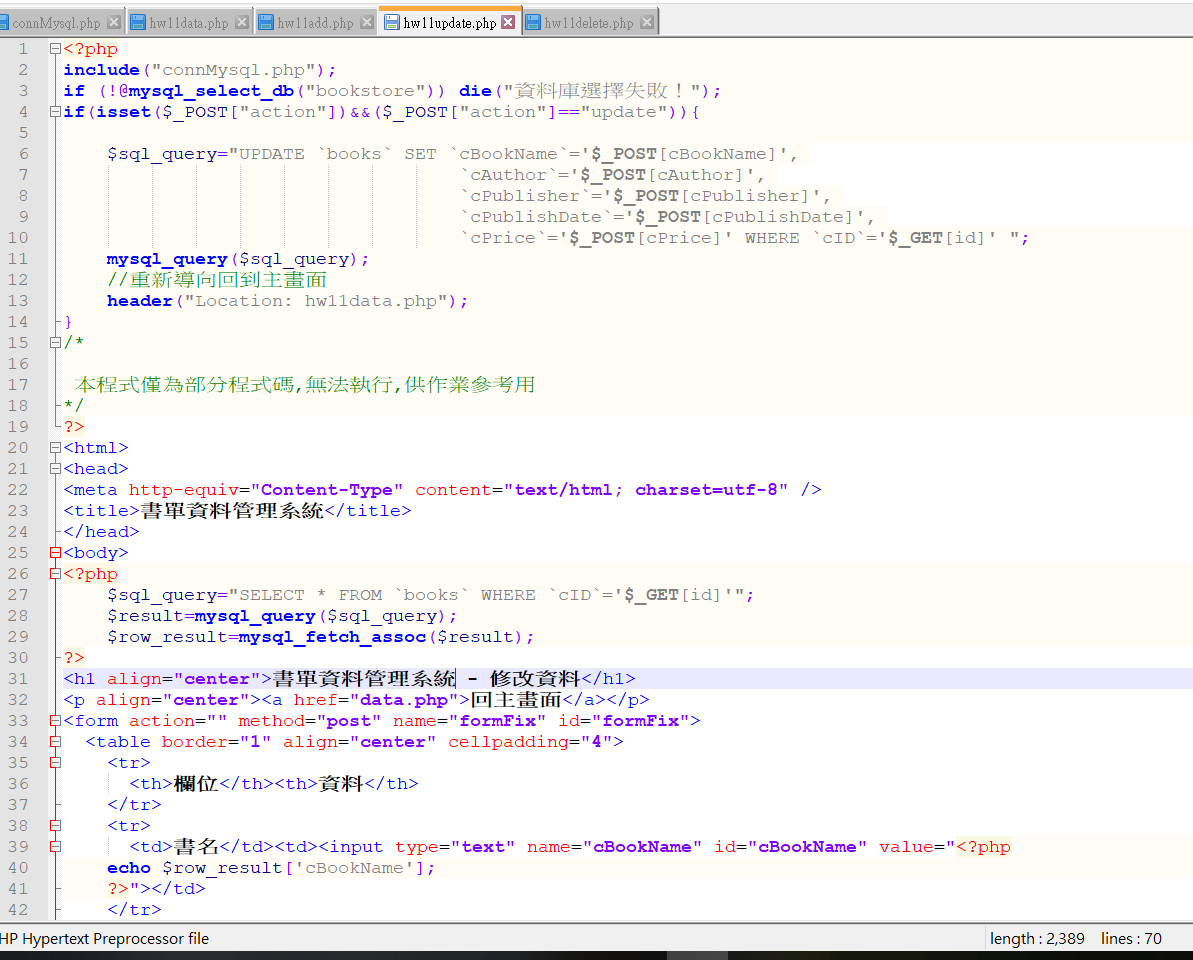 connMysql.php hw11data.php hw11add.php hw11update.php hw11delete.php
1 <?php
2 include("connMysql.php");
3 if (!@mysql_select_db("bookstore")) die("資料庫選擇失敗！");
4 if(isset($_POST["action"])&&($_POST["action"]=="update")){
5
6 $sql_query="UPDATE `books` SET `cBookName`='$_POST[cBookName]',
7 `cAuthor`='$_POST[cAuthor]',
8 `cPublisher`='$_POST[cPublisher]',
9 `cPublishDate`='$_POST[cPublishDate]',
10 `cPrice`='$_POST[cPrice]' WHERE `cID`='$_GET[id]' ";
11 mysql_query($sql_query);
12 //重新導向回到主畫面
13 header("Location: hw11data.php");
14 }
15 /*
16
17 本程式僅為部分程式碼,無法執行,供作業參考用
18 */
19 ?>
20 <html>
21 <head>
22 <meta http-equiv="Content-Type" content="text/html; charset=utf-8" />
23 <title>書單資料管理系統</title>
24 </head>
25 <body>
26 <?php
27 $sql_query="SELECT * FROM `books` WHERE `cID`='$_GET[id]'";
28 $result=mysql_query($sql_query);
29 $row_result=mysql_fetch_assoc($result);
30 ?>
31 <h1 align="center">書單資料管理系統 - 修改資料</h1>
32 <p align="center"><a href="data.php">回主畫面</a></p>
33 <form action="" method="post" name="formFix" id="formFix">
34 <table border="1" align="center" cellpadding="4">
35 <tr>
36 <th>欄位</th><th>資料</th>
37 </tr>
38 <tr>
39 <td>書名</td><td><input type="text" name="cBookName" id="cBookName" value="<?php
40 echo $row_result['cBookName'];
41 ?>"></td>
42 </tr>
HP Hypertext Preprocessor file length : 2,389 lines : 70